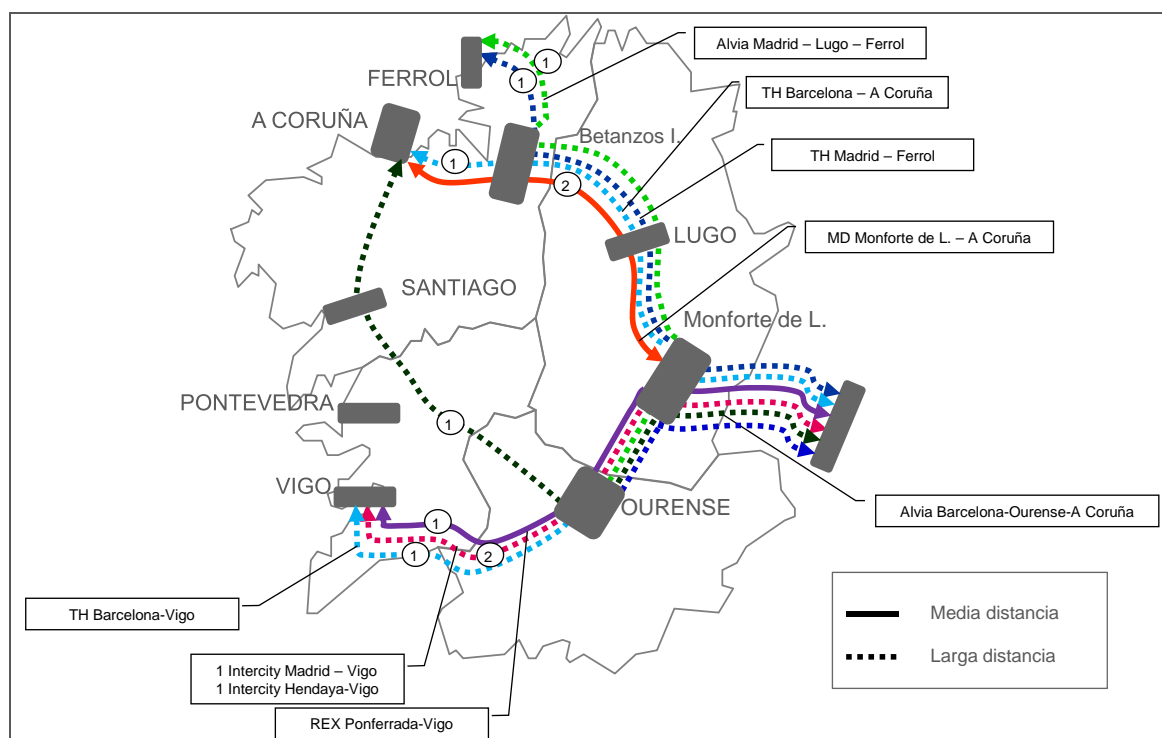 Alvia Madrid – Lugo – Ferrol
1
1
FERROL
TH Barcelona – A Coruña
A CORUÑA
Betanzos I.
TH Madrid – Ferrol
1
2
LUGO
MD Monforte de L. – A Coruña
SANTIAGO
Monforte de L.
PONTEVEDRA
1
VIGO
OURENSE
Alvia Barcelona-Ourense-A Coruña
1
1
2
TH Barcelona-Vigo
Media distancia
Larga distancia
1 Intercity Madrid – Vigo
1 Intercity Hendaya-Vigo
REX Ponferrada-Vigo